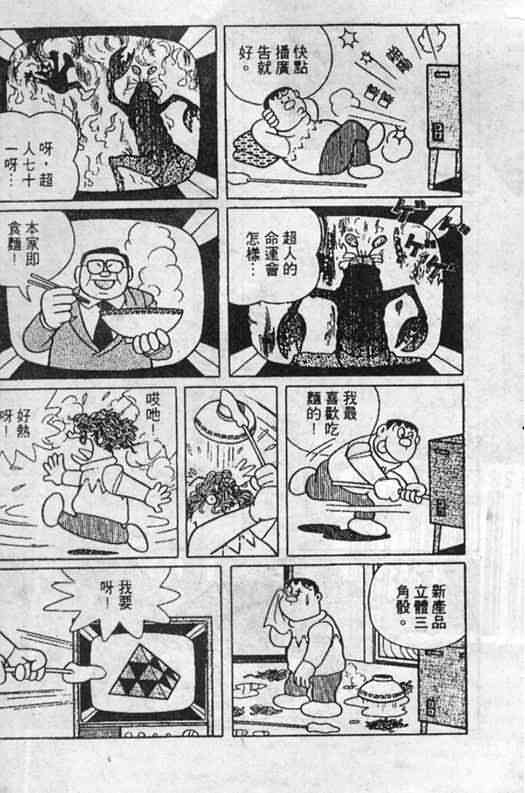 快點
播廣
告就
好。
呀，超
人七十
一呀…
超人的
命運會
怎樣…
ゲゲゲ
本家即
食麵！
我最
喜歡吃
麵的！
哎吔！
好熱
呀！
新產品
立體三
角骰。
我要
呀！